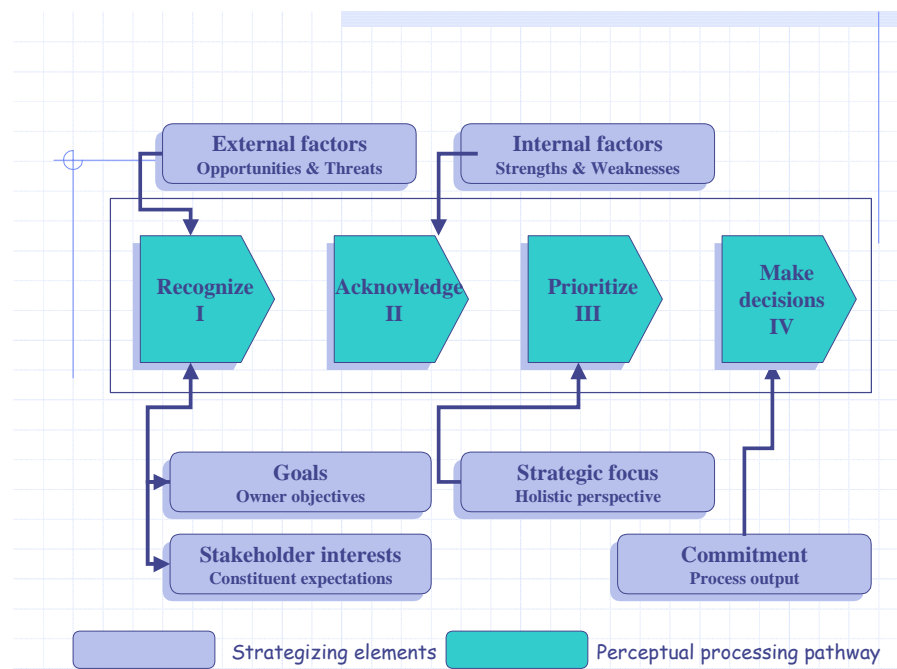 External factors
Opportunities & Threats
Internal factors
Strengths & Weaknesses
Recognize
I
Acknowledge
II
Prioritize
III
Make
decisions
IV
Goals
Owner objectives
Strategic focus
Holistic perspective
Stakeholder interests
Constituent expectations
Commitment
Process output
Strategizing elements
Perceptual processing pathway